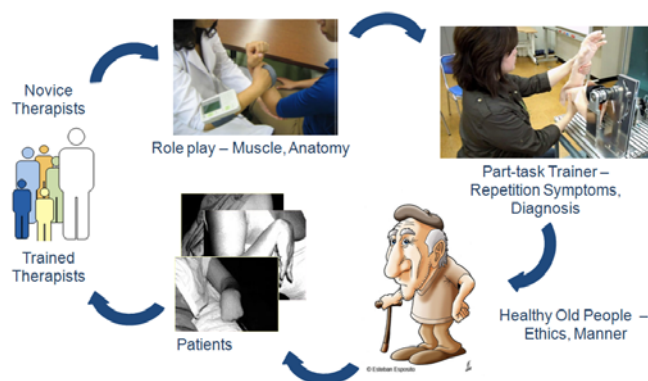 Novice
Therapists
Role play – Muscle, Anatomy
Part-task Trainer –
Repetition Symptoms,
Diagnosis
Healthy Old People –
Ethics, Manner
© Esteban Esposito
Patients
Trained
Therapists